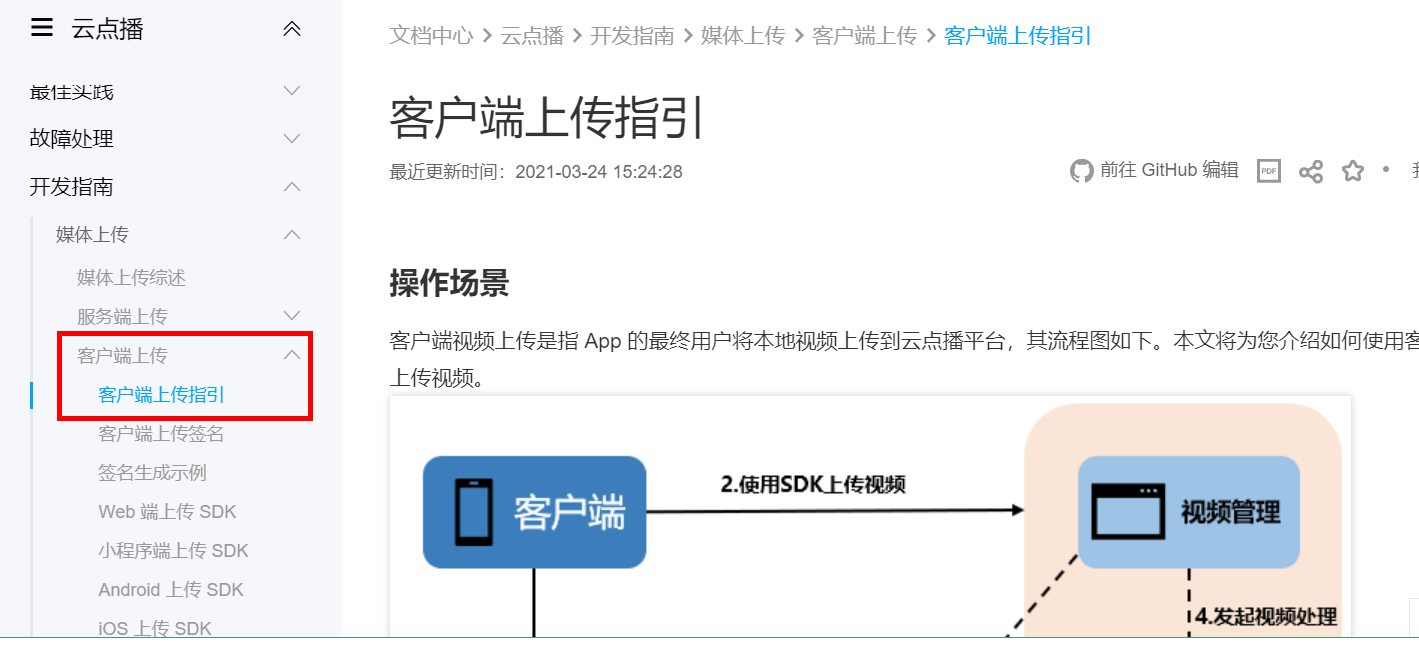 云点播
最佳实践
故障处理
开发指南
媒体上传
媒体上传综述
服务端上传
客户端上传
客户端上传指引
客户端上传签名
签名生成示例
Web 端上传 SDK
小程序端上传 SDK
Android 上传 SDK
iOS 上传 SDK
文档中心 > 云点播 > 开发指南 > 媒体上传 > 客户端上传 > 客户端上传指引
客户端上传指引
最近更新时间：2021-03-24 15:24:28
前往 GitHub 编辑
PDF
操作场景
客户端视频上传是指 App 的最终用户将本地视频上传到云点播平台，其流程图如下。本文将为您介绍如何使用客
上传视频。
客户端
2.使用SDK上传视频
视频管理
4.发起视频处理